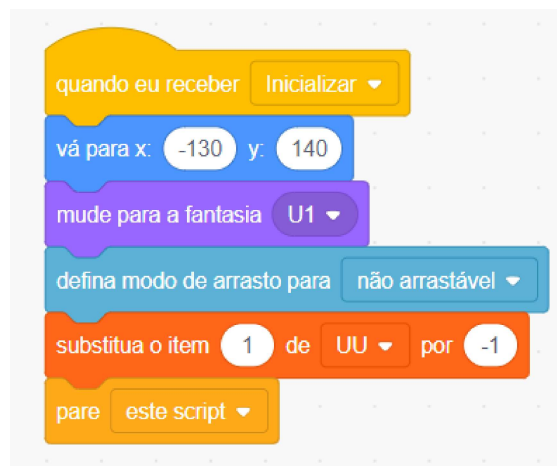 quando eu receber Inicializar
vá para x: -130 y: 140
mude para a fantasia U1
defina modo de arrasto para não arrastável
substitua o item 1 de UU por -1
pare este script